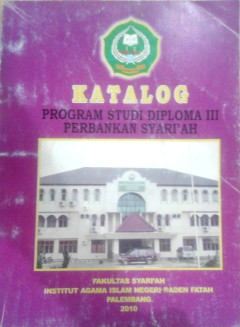 KATALOG
PROGRAM STUDI DIPLOMA III
PERBANKAN SYARI'AH
FAKULTAS SYARI'AH
INSTITUT AGAMA ISLAM NEGERI RADEN FATAH
PALEMBANG
2010